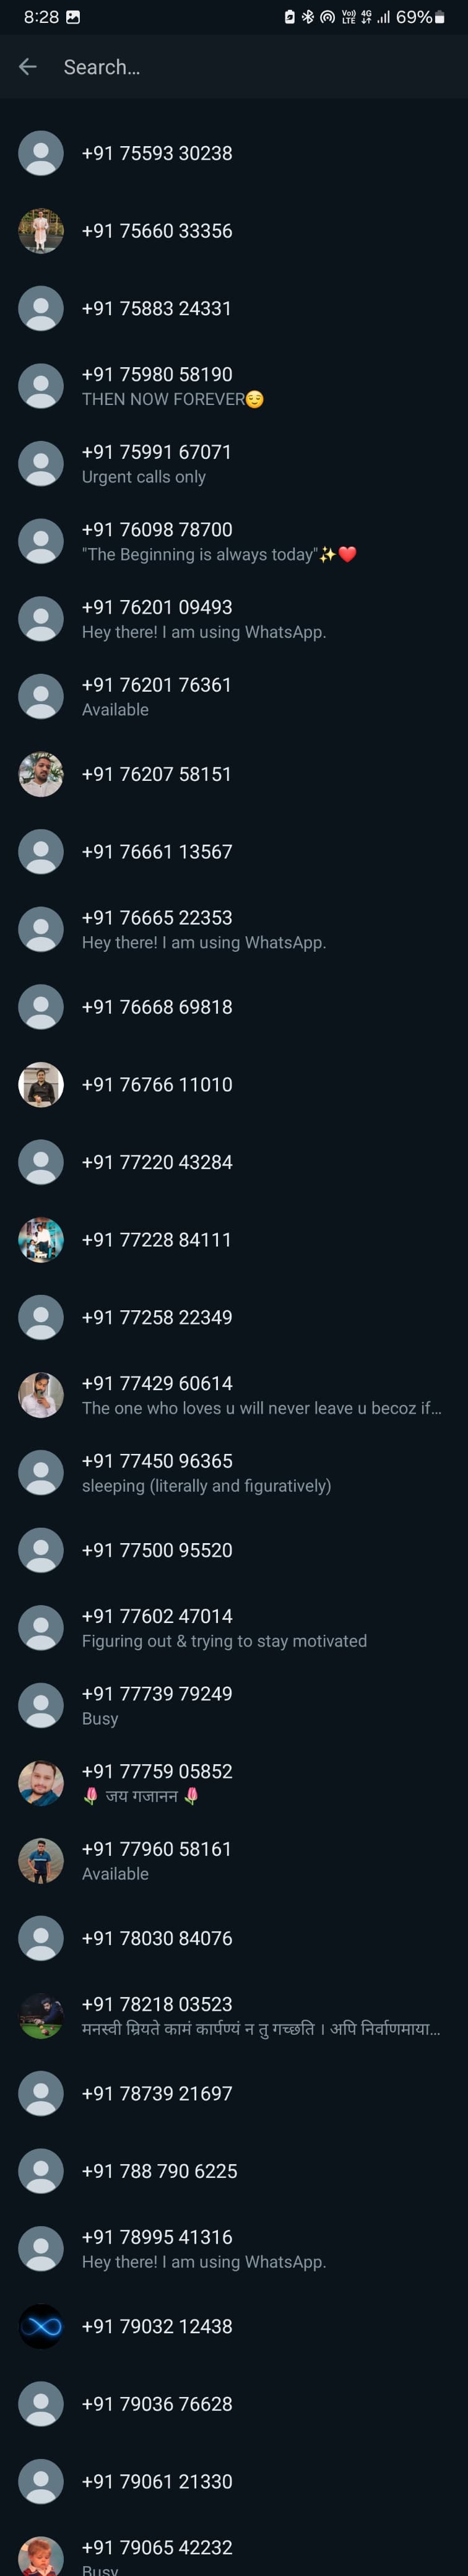 8:28
Vo) LTE 4G 69%
Search...
+91 75593 30238
+91 75660 33356
+91 75883 24331
+91 75980 58190
THEN NOW FOREVER😌
+91 75991 67071
Urgent calls only
+91 76098 78700
"The Beginning is always today"✨❤️
+91 76201 09493
Hey there! I am using WhatsApp.
+91 76201 76361
Available
+91 76207 58151
+91 76661 13567
+91 76665 22353
Hey there! I am using WhatsApp.
+91 76668 69818
+91 76766 11010
+91 77220 43284
+91 77228 84111
+91 77258 22349
+91 77429 60614
The one who loves u will never leave u becoz if...
+91 77450 96365
sleeping (literally and figuratively)
+91 77500 95520
+91 77602 47014
Figuring out & trying to stay motivated
+91 77739 79249
Busy
+91 77759 05852
🌷 जय गजानन 🌷
+91 77960 58161
Available
+91 78030 84076
+91 78218 03523
मनस्वी म्रियते कामं कार्पण्यं न तु गच्छति । अपि निर्वाणमाया...
+91 78739 21697
+91 788 790 6225
+91 78995 41316
Hey there! I am using WhatsApp.
+91 79032 12438
+91 79036 76628
+91 79061 21330
+91 79065 42232
Busy